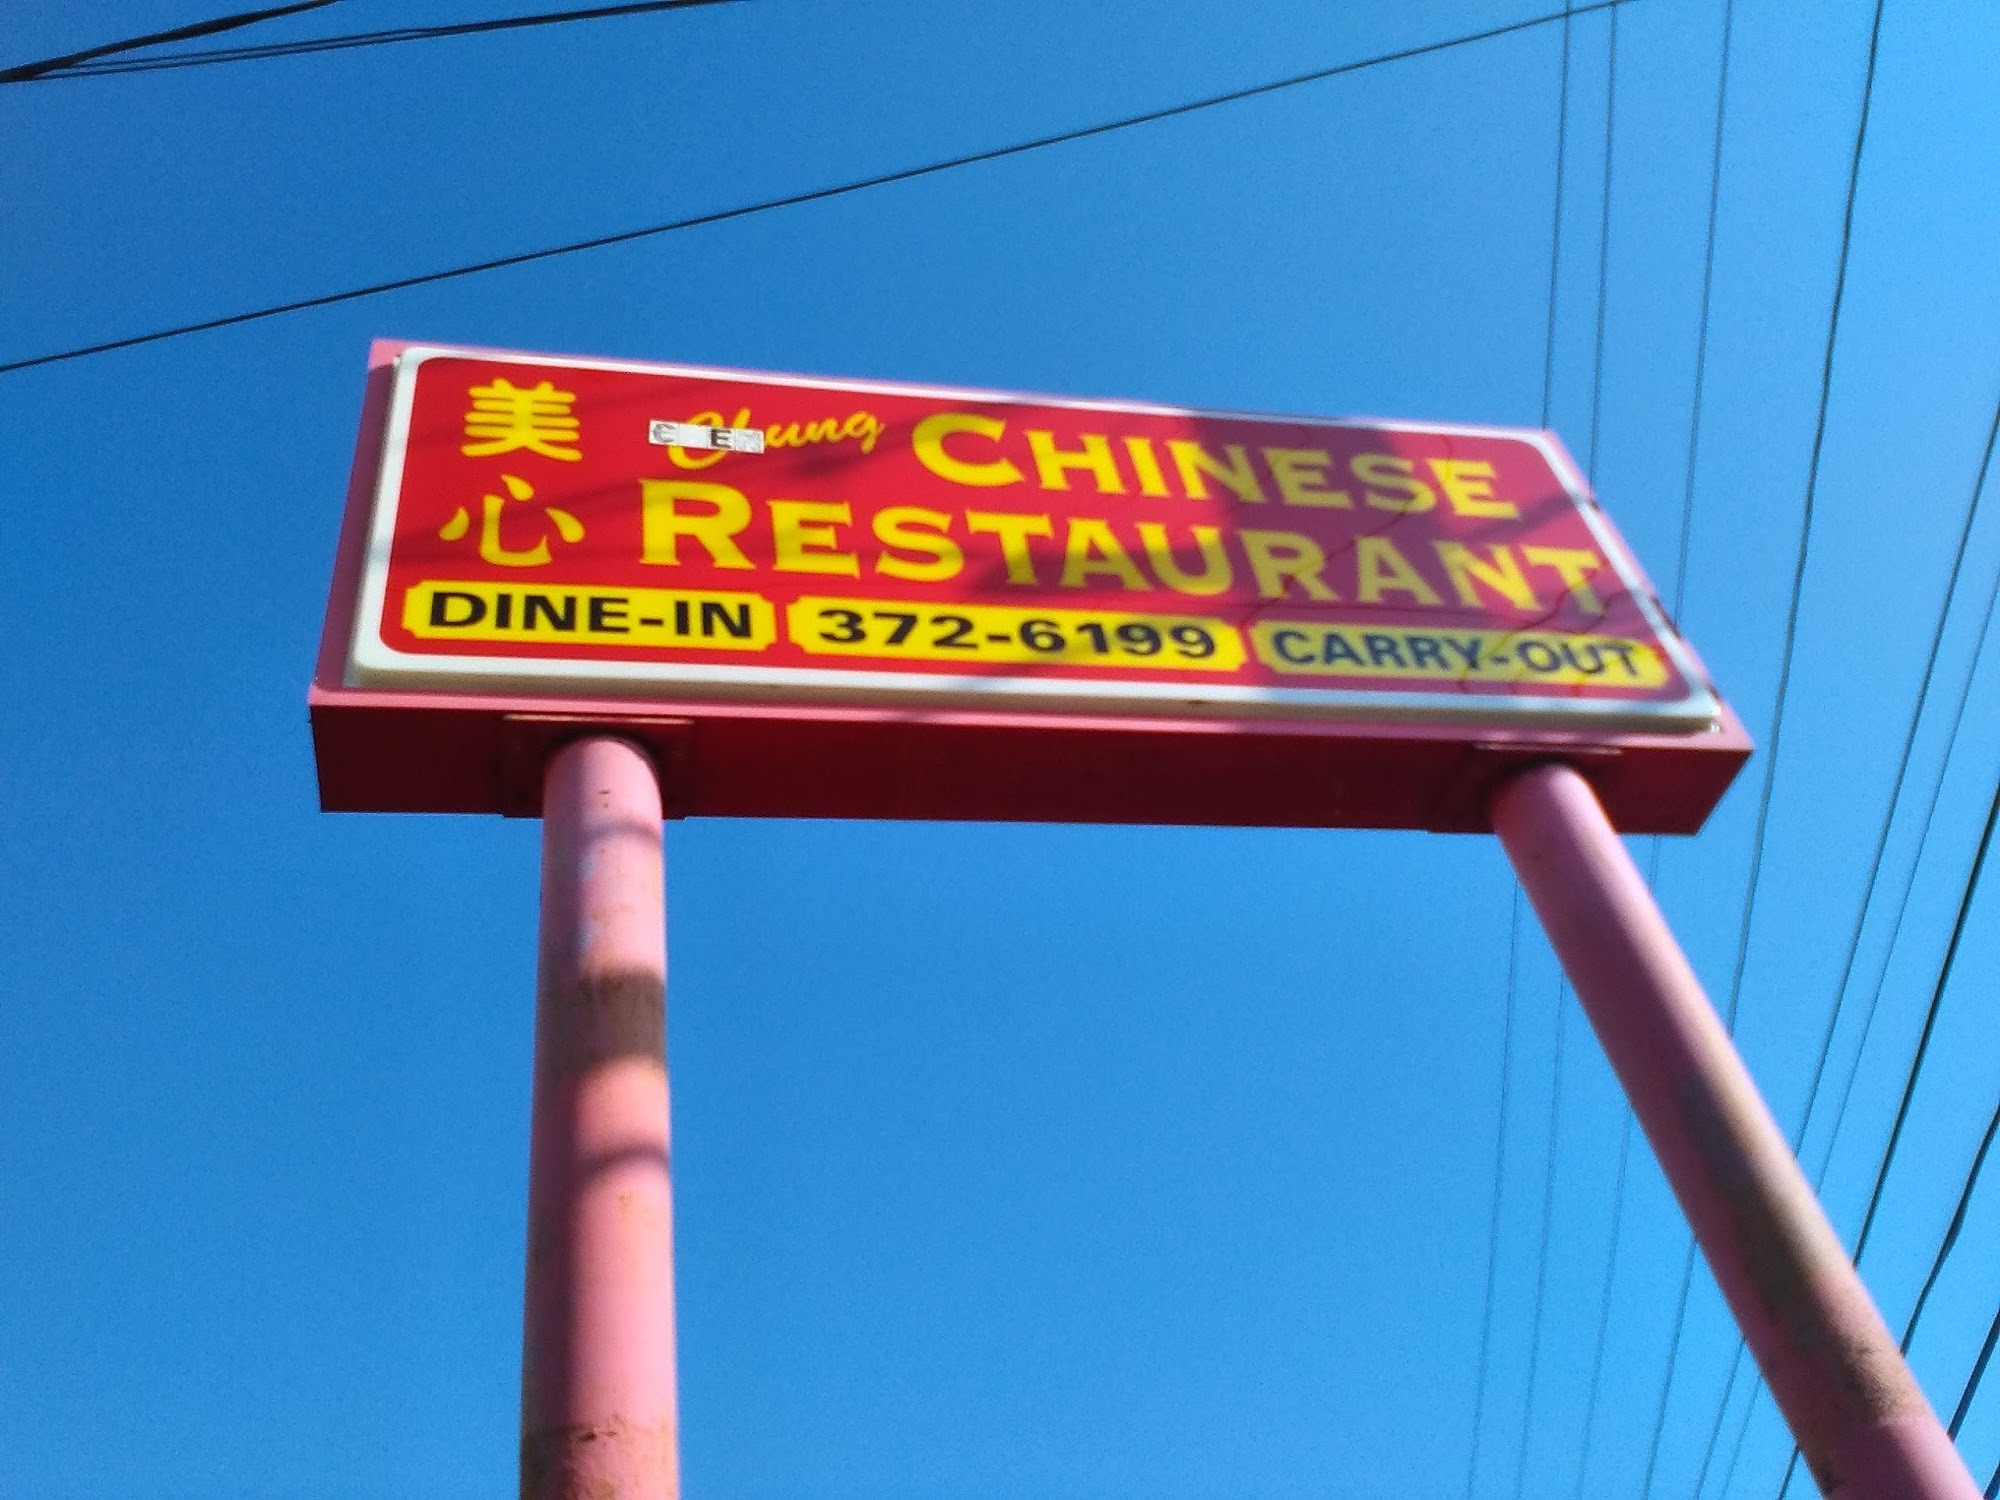 美心
Chung CHINESE
RESTAURANT
DINE-IN 372-6199 CARRY-OUT